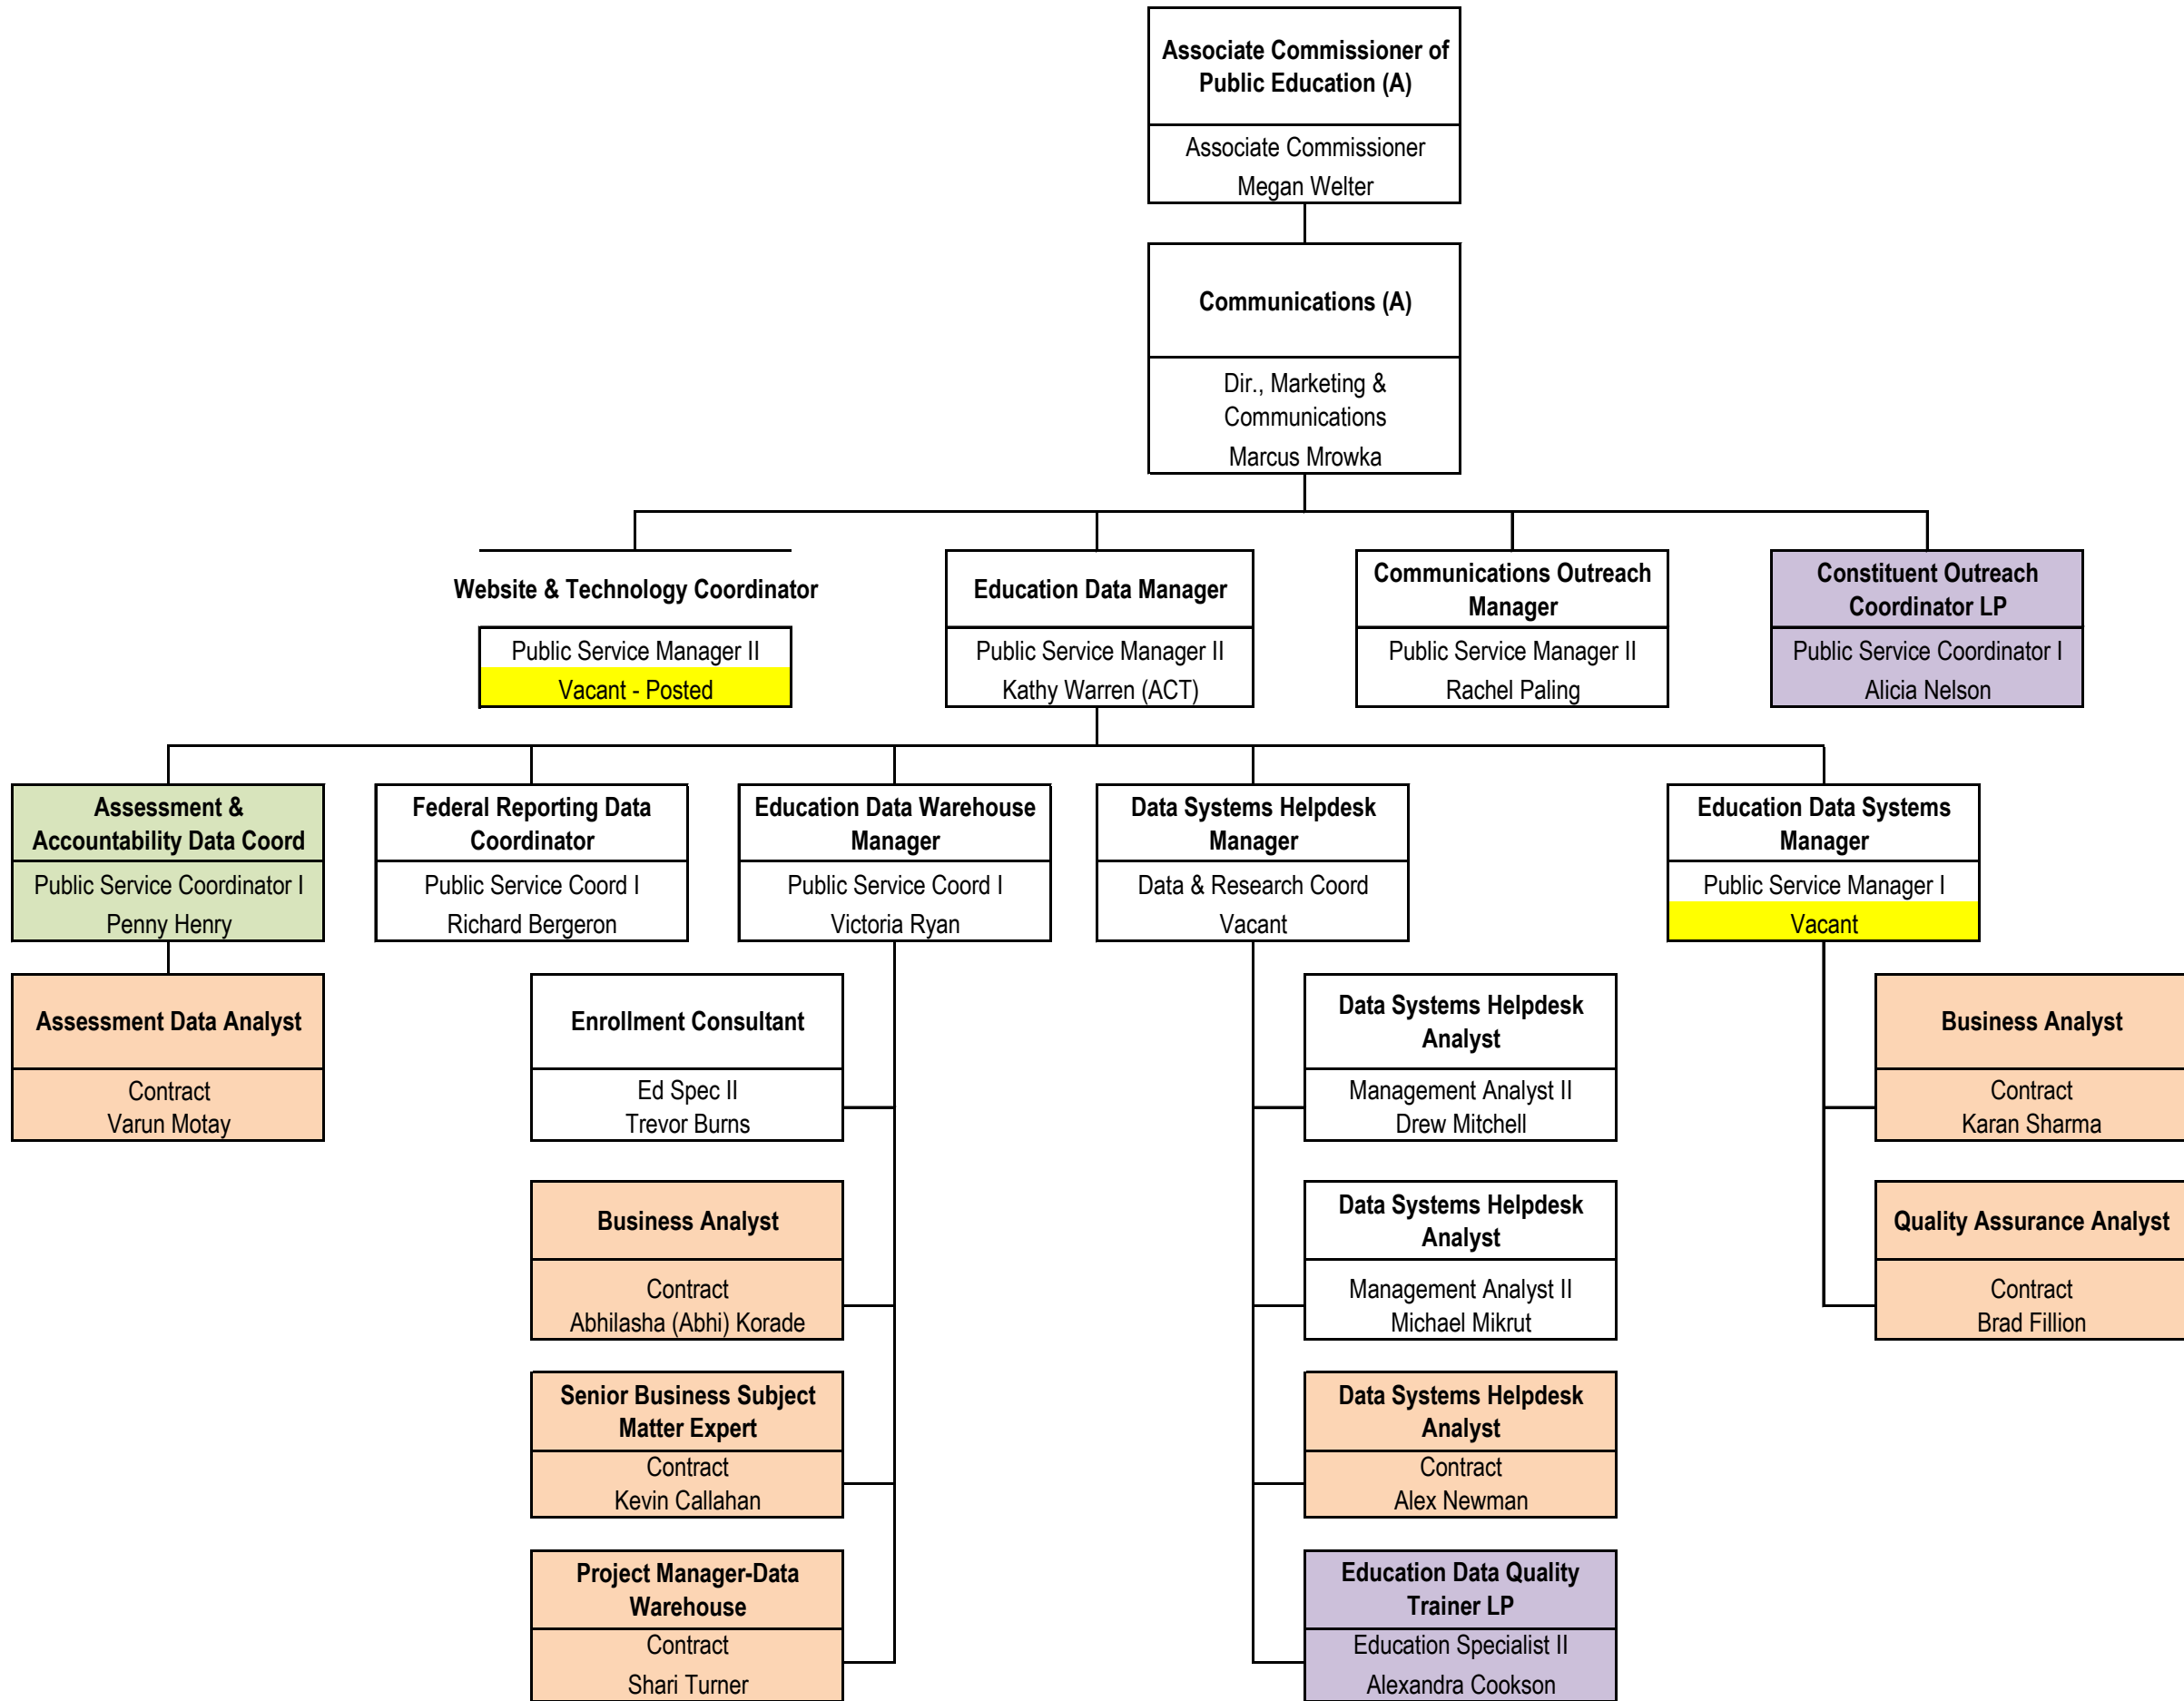 Associate Commissioner of
Public Education (A)
Associate Commissioner
Megan Welter
Communications (A)
Dir., Marketing &
Communications
Marcus Mrowka
Website & Technology Coordinator
Public Service Manager II
Vacant - Posted
Education Data Manager
Public Service Manager II
Kathy Warren (ACT)
Communications Outreach
Manager
Public Service Manager II
Rachel Paling
Constituent Outreach
Coordinator LP
Public Service Coordinator I
Alicia Nelson
Assessment &
Accountability Data Coord
Public Service Coordinator I
Penny Henry
Federal Reporting Data
Coordinator
Public Service Coord I
Richard Bergeron
Education Data Warehouse
Manager
Public Service Coord I
Victoria Ryan
Data Systems Helpdesk
Manager
Data & Research Coord
Vacant
Education Data Systems
Manager
Public Service Manager I
Vacant
Assessment Data Analyst
Contract
Varun Motay
Enrollment Consultant
Ed Spec II
Trevor Burns
Data Systems Helpdesk
Analyst
Management Analyst II
Drew Mitchell
Business Analyst
Contract
Karan Sharma
Business Analyst
Contract
Abhilasha (Abhi) Korade
Data Systems Helpdesk
Analyst
Management Analyst II
Michael Mikrut
Quality Assurance Analyst
Contract
Brad Fillion
Senior Business Subject
Matter Expert
Contract
Kevin Callahan
Data Systems Helpdesk
Analyst
Contract
Alex Newman
Project Manager-Data
Warehouse
Contract
Shari Turner
Education Data Quality
Trainer LP
Education Specialist II
Alexandra Cookson